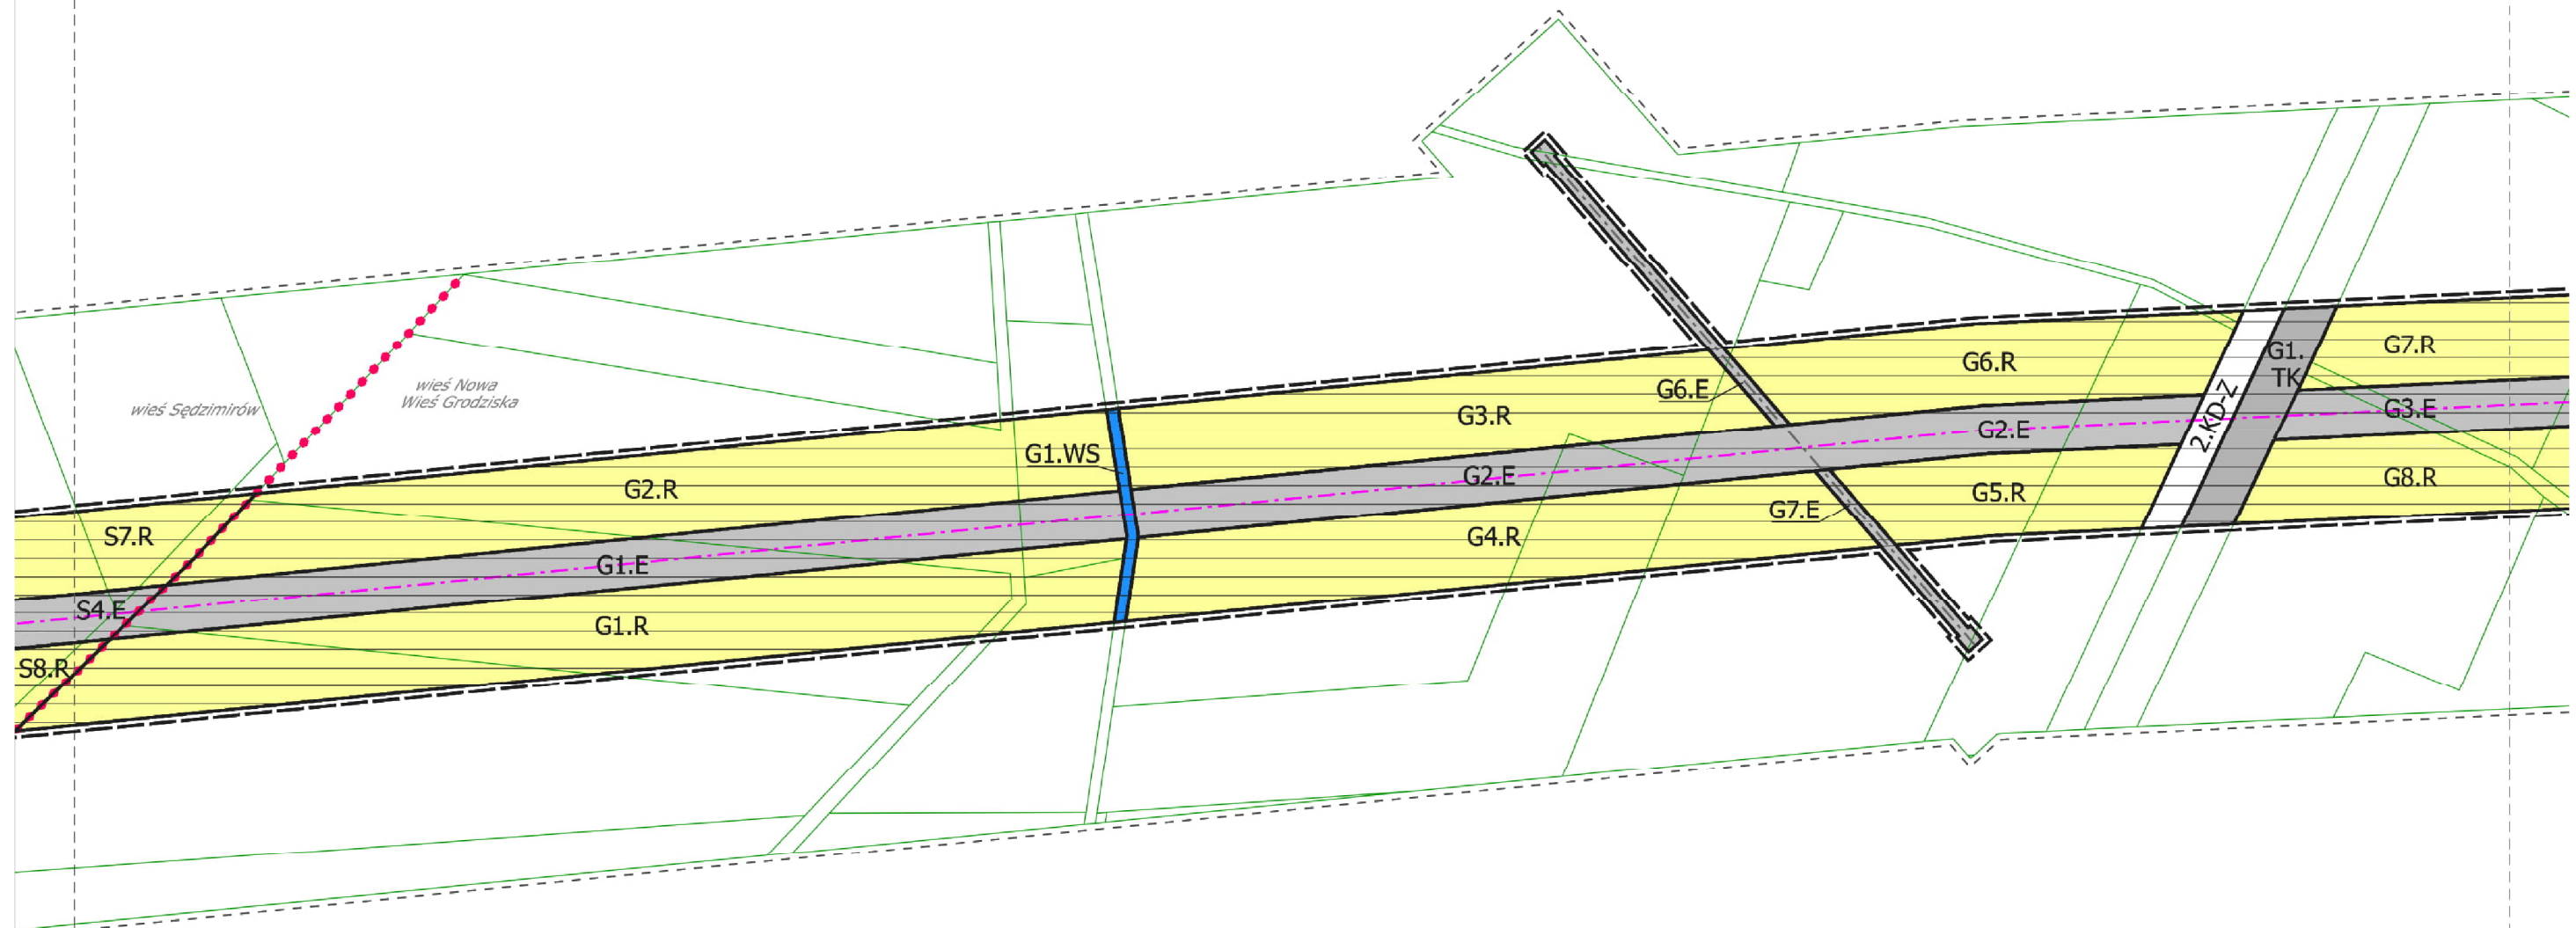 wieś Sędzimirów
wieś Nowa
Wieś Grodziska
S7.R
S4.E
S8.R
G2.R
G1.E
G1.R
G1.WS
G3.R
G2.E
G4.R
G6.E
G7.E
G6.R
G2.E
G5.R
2.KD-Z
G1.
TK
G7.R
G3.E
G8.R